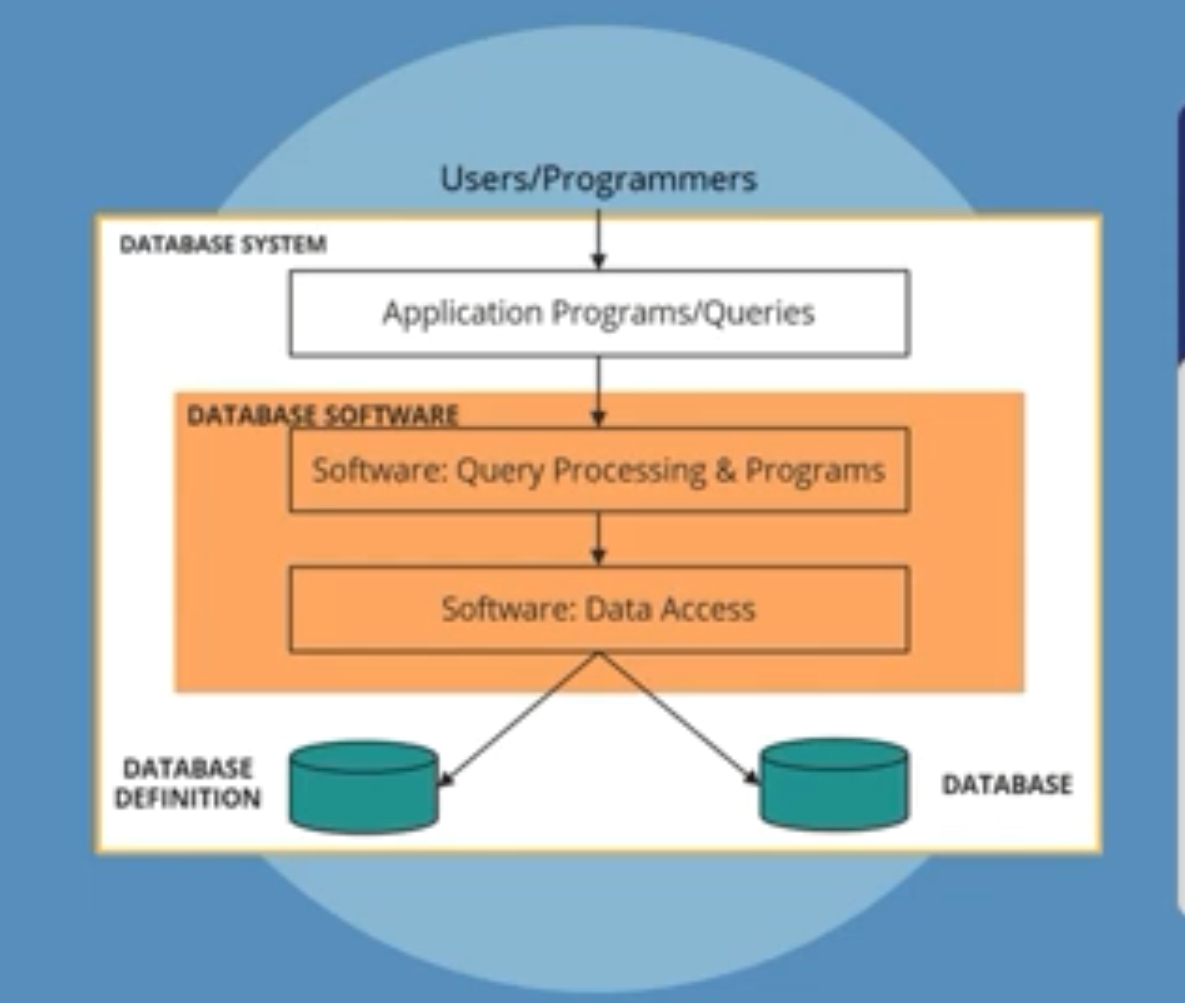 Users/Programmers
DATABASE SYSTEM
Application Programs/Queries
DATABASE SOFTWARE
Software: Query Processing & Programs
Software: Data Access
DATABASE
DEFINITION
DATABASE